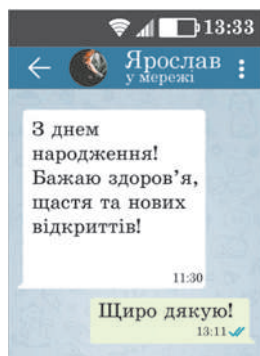 13:33
Ярослав
у мережі
З днем
народження!
Бажаю здоров’я,
щастя та нових
відкриттів!
11:30
Щиро дякую!
13:11